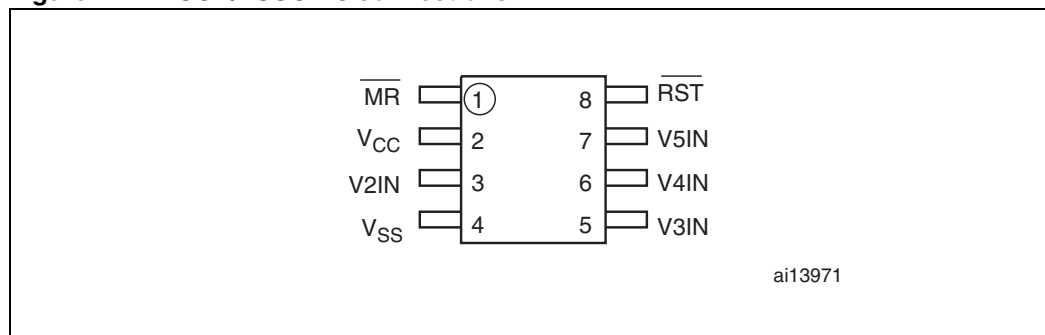 MR 1 8 RST
VCC 2 7 V5IN
V2IN 3 6 V4IN
VSS 4 5 V3IN
ai13971